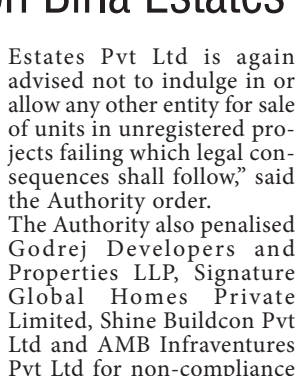 on Birla Estates
Estates Pvt Ltd is again
advised not to indulge in or
allow any other entity for sale
of units in unregistered pro-
jects failing which legal con-
sequences shall follow,” said
the Authority order.
The Authority also penalised
Godrej Developers and
Properties LLP, Signature
Global Homes Private
Limited, Shine Buildcon Pvt
Ltd and AMB Infraventures
Pvt Ltd for non-compliance